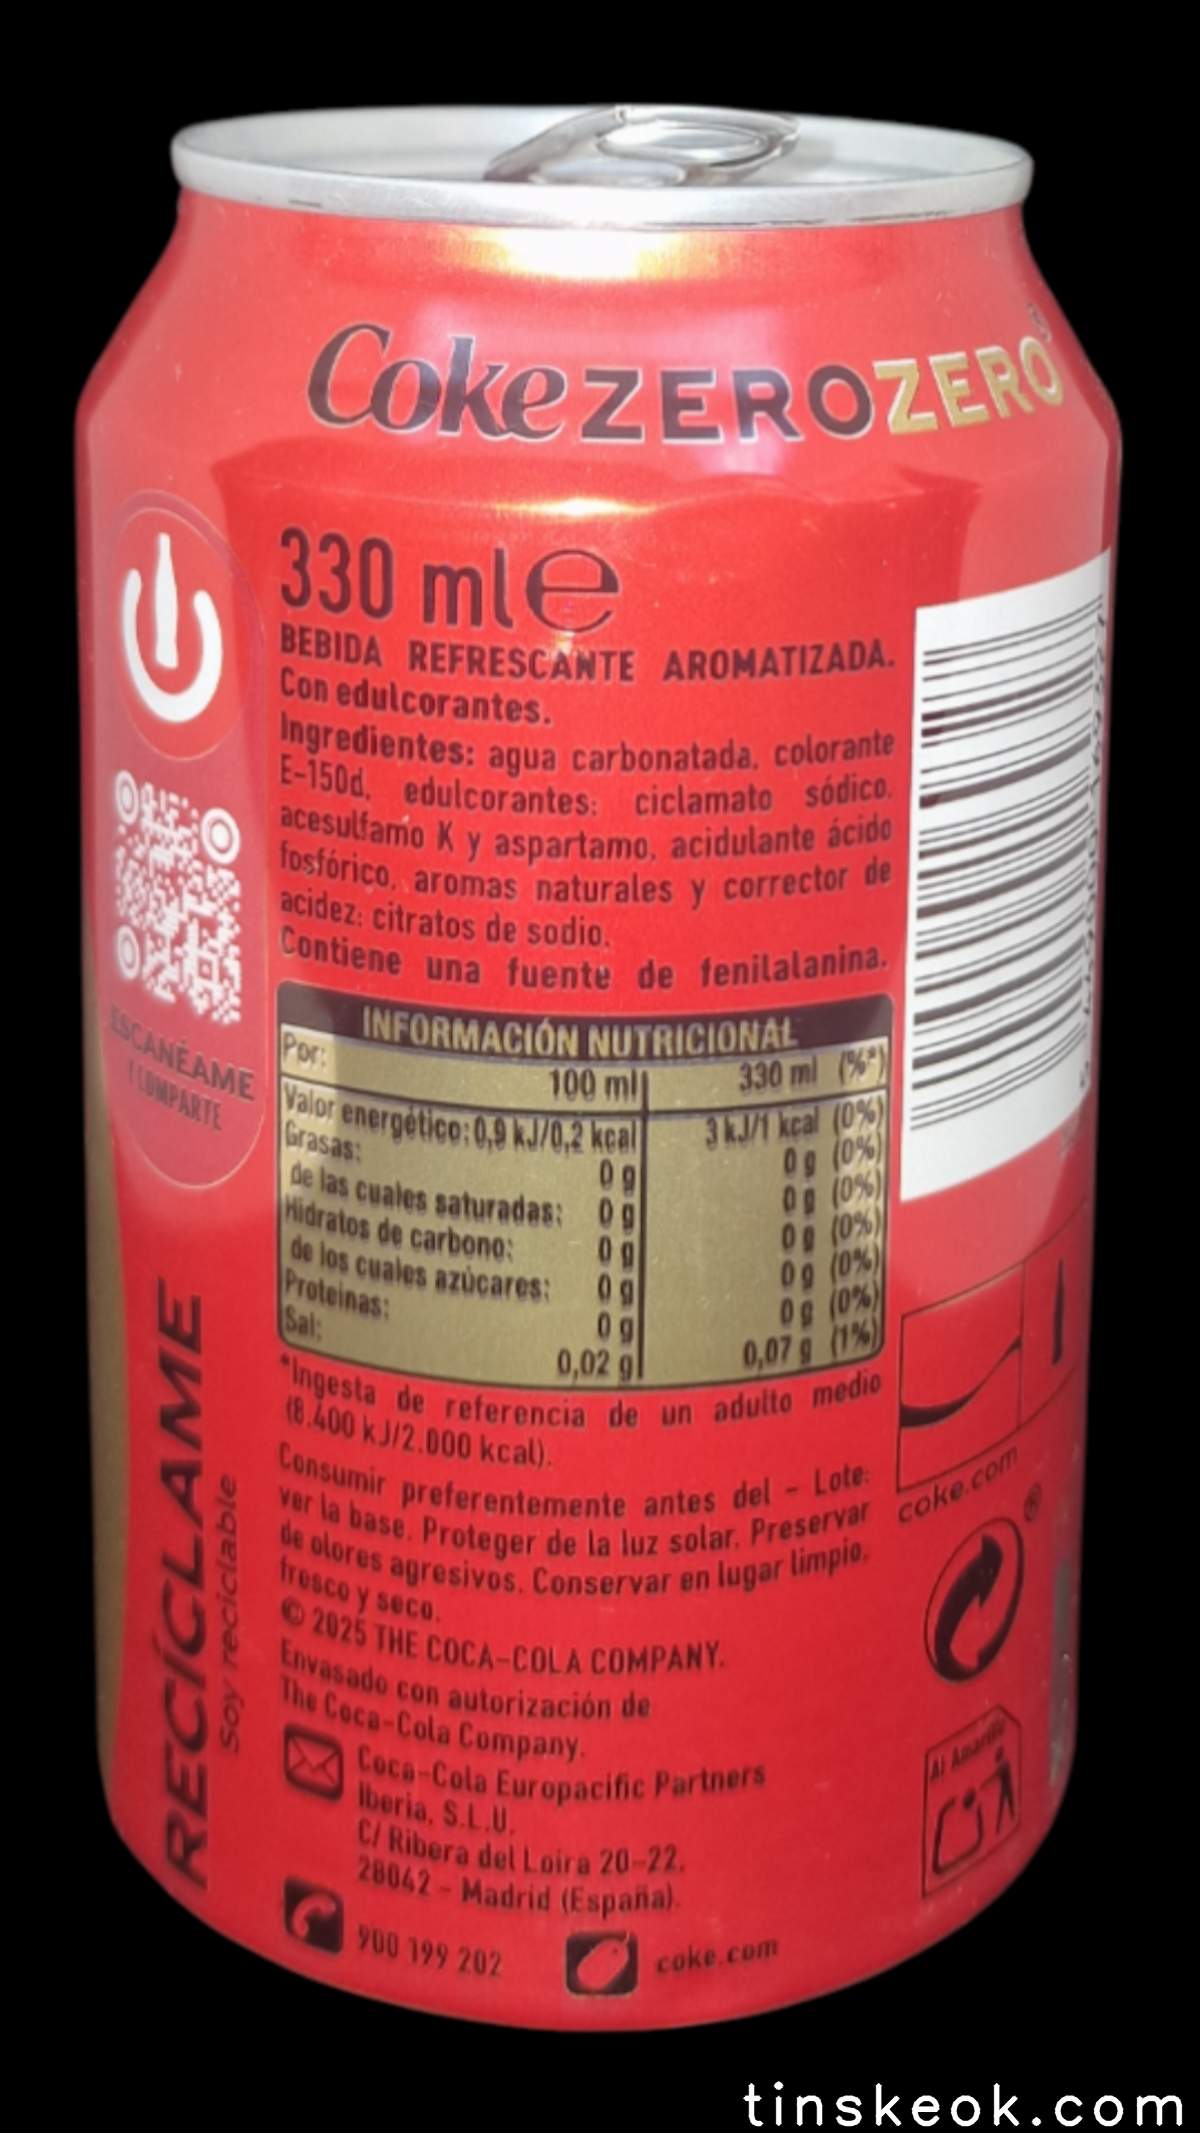 Coke ZERO ZERO
330 ml e
BEBIDA REFRESCANTE AROMATIZADA.
Con edulcorantes.
Ingredientes: agua carbonatada, colorante
E-150d, edulcorantes: ciclamato sódico,
acesulfamo K y aspartamo, acidulante ácido
fosfórico, aromas naturales y corrector de
acidez: citratos de sodio.
Contiene una fuente de fenilalanina.
INFORMACIÓN NUTRICIONAL
Por: 100 ml 330 ml (%*)
Valor energético: 0,9 kJ/0,2 kcal 3 kJ/1 kcal (0%)
Grasas: 0 g 0 g (0%)
de las cuales saturadas: 0 g 0 g (0%)
Hidratos de carbono: 0 g 0 g (0%)
de los cuales azúcares: 0 g 0 g (0%)
Proteínas: 0 g 0 g (0%)
Sal: 0,02 g 0,07 g (1%)
*Ingesta de referencia de un adulto medio
(8.400 kJ/2.000 kcal).
Consumir preferentemente antes del - Lote:
ver la base. Proteger de la luz solar. Preservar
de olores agresivos. Conservar en lugar limpio,
fresco y seco.
© 2025 THE COCA-COLA COMPANY.
Envasado con autorización de
The Coca-Cola Company.
Coca-Cola Europacific Partners
Iberia, S.L.U.
C/ Ribera del Loira 20-22.
28042 - Madrid (España).
900 199 202
coke.com
ESCANÉAME
Y COMPARTE
RECÍCLAME
Soy reciclable
coke.com
®
Al Amarillo
tinskeok.com